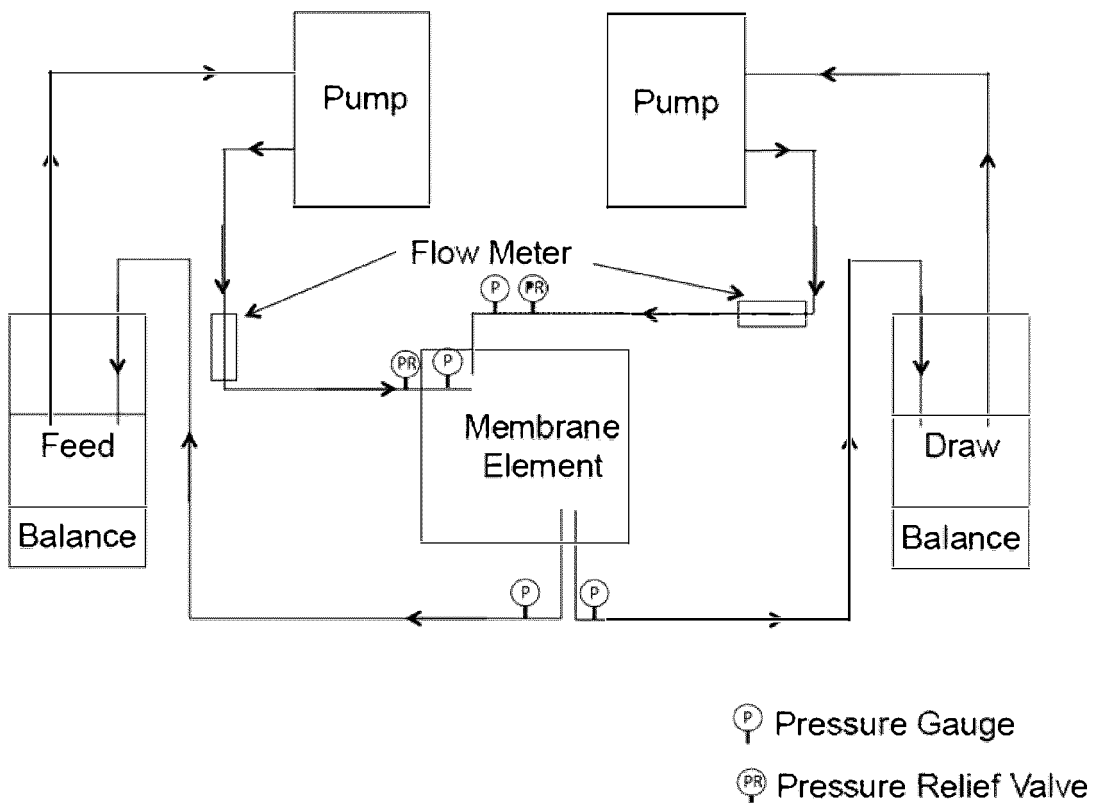 Pump
Pump
Flow Meter
P
PR
PR
P
Membrane
Element
Feed
Draw
Balance
Balance
P
P
P
Pressure Gauge
PR
Pressure Relief Valve